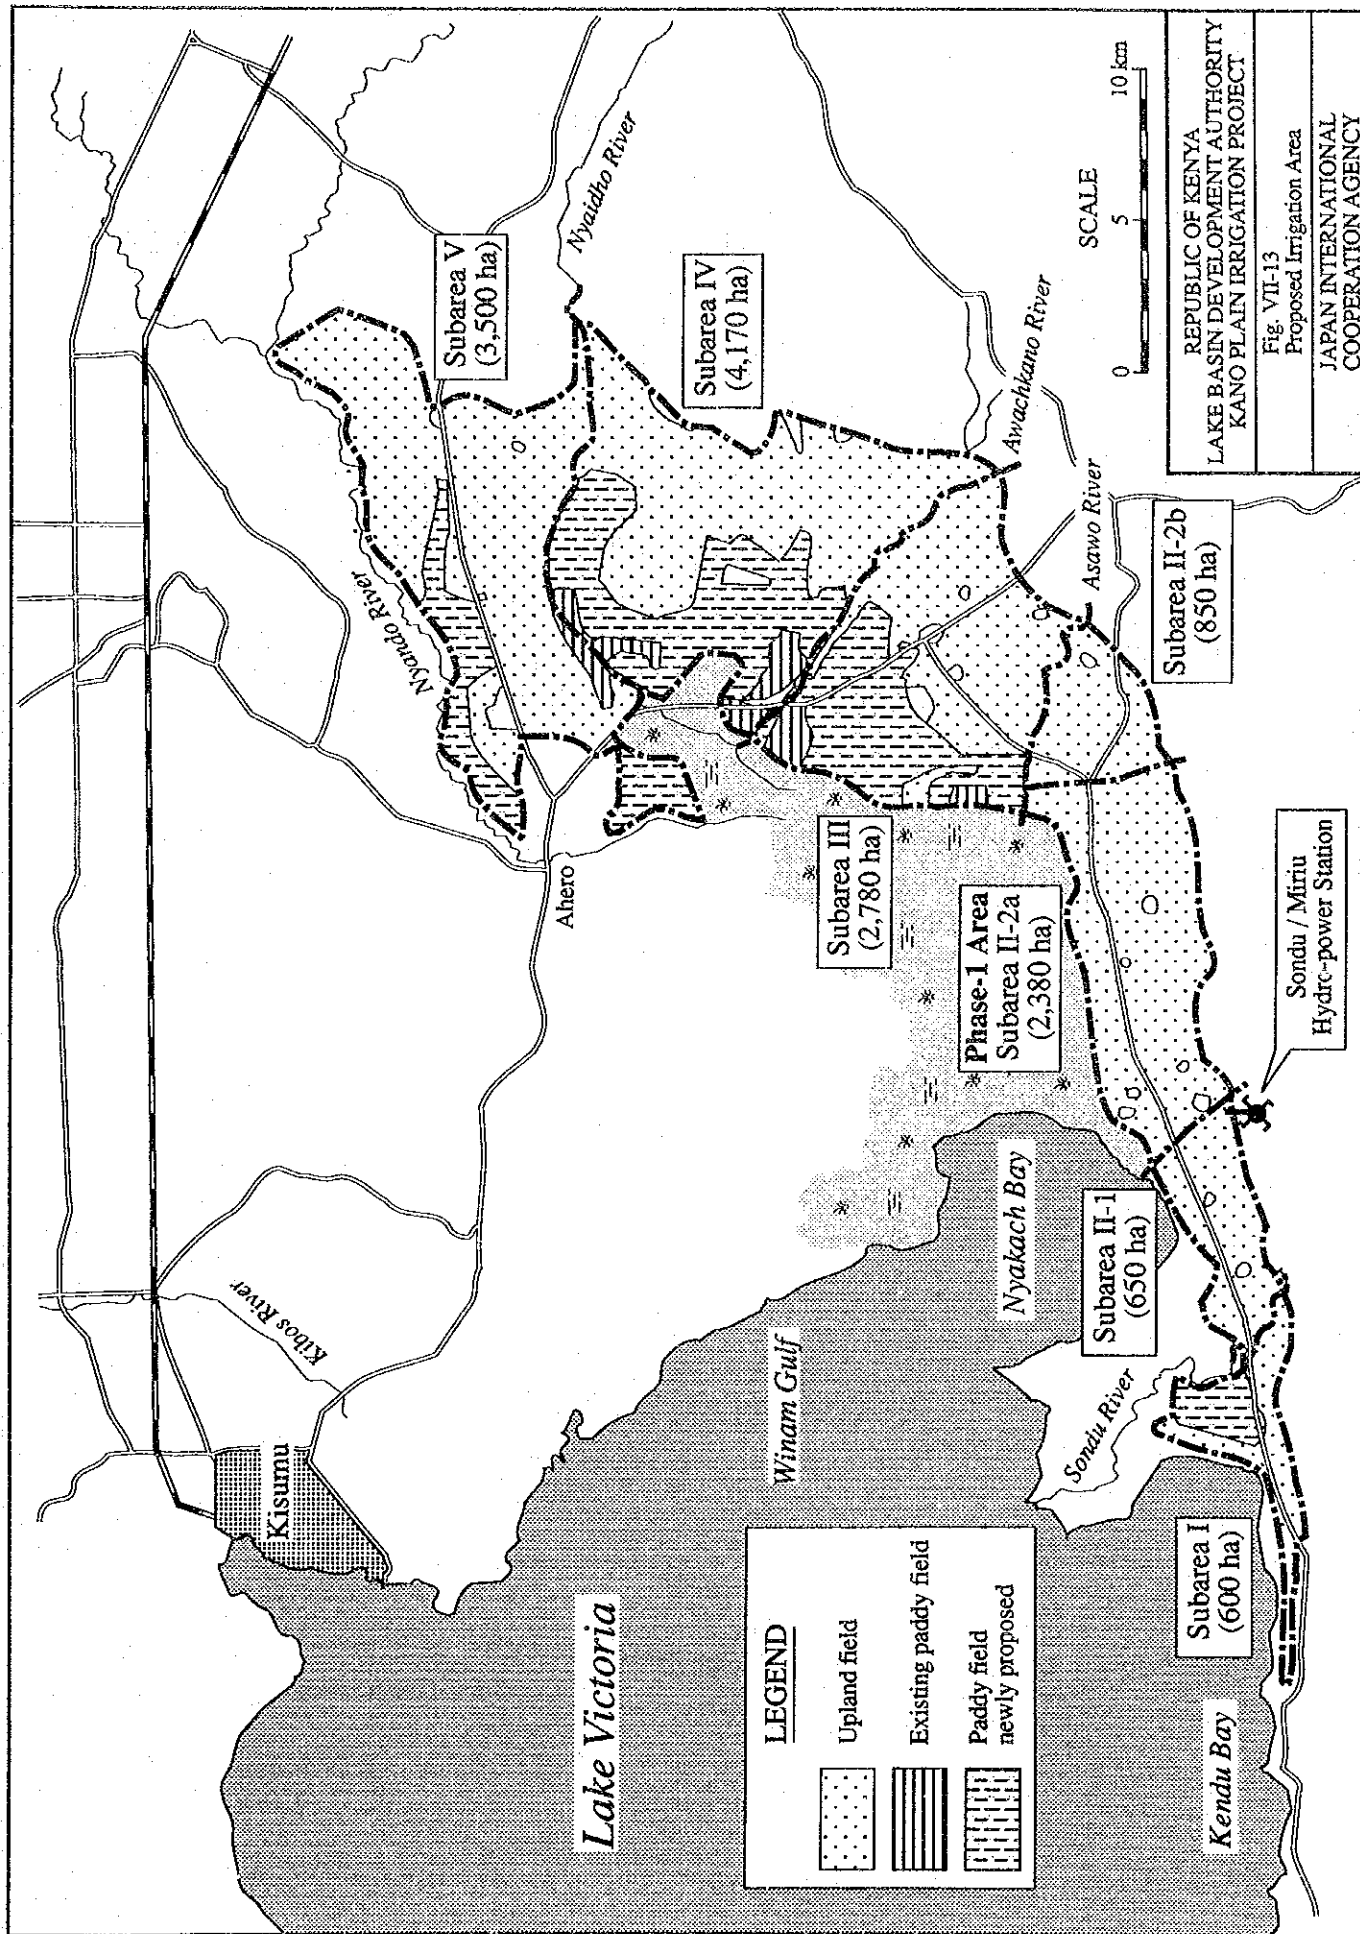 Kisumu
Kibos River
Lake Victoria
Winam Gulf
Nyakach Bay
Kendu Bay
Sondu River
Ahero
Nyando River
Nyaidho River
Awachkano River
Asawo River
Subarea V
(3,500 ha)
Subarea IV
(4,170 ha)
Subarea III
(2,780 ha)
Phase-1 Area
Subarea II-2a
(2,380 ha)
Subarea II-2b
(850 ha)
Subarea II-1
(650 ha)
Subarea I
(600 ha)
Sondu / Miriu
Hydro-power Station
LEGEND
Upland field
Existing paddy field
Paddy field
newly proposed
SCALE
0 5 10 km
REPUBLIC OF KENYA
LAKE BASIN DEVELOPMENT AUTHORITY
KANO PLAIN IRRIGATION PROJECT
Fig. VII-13
Proposed Irrigation Area
JAPAN INTERNATIONAL
COOPERATION AGENCY